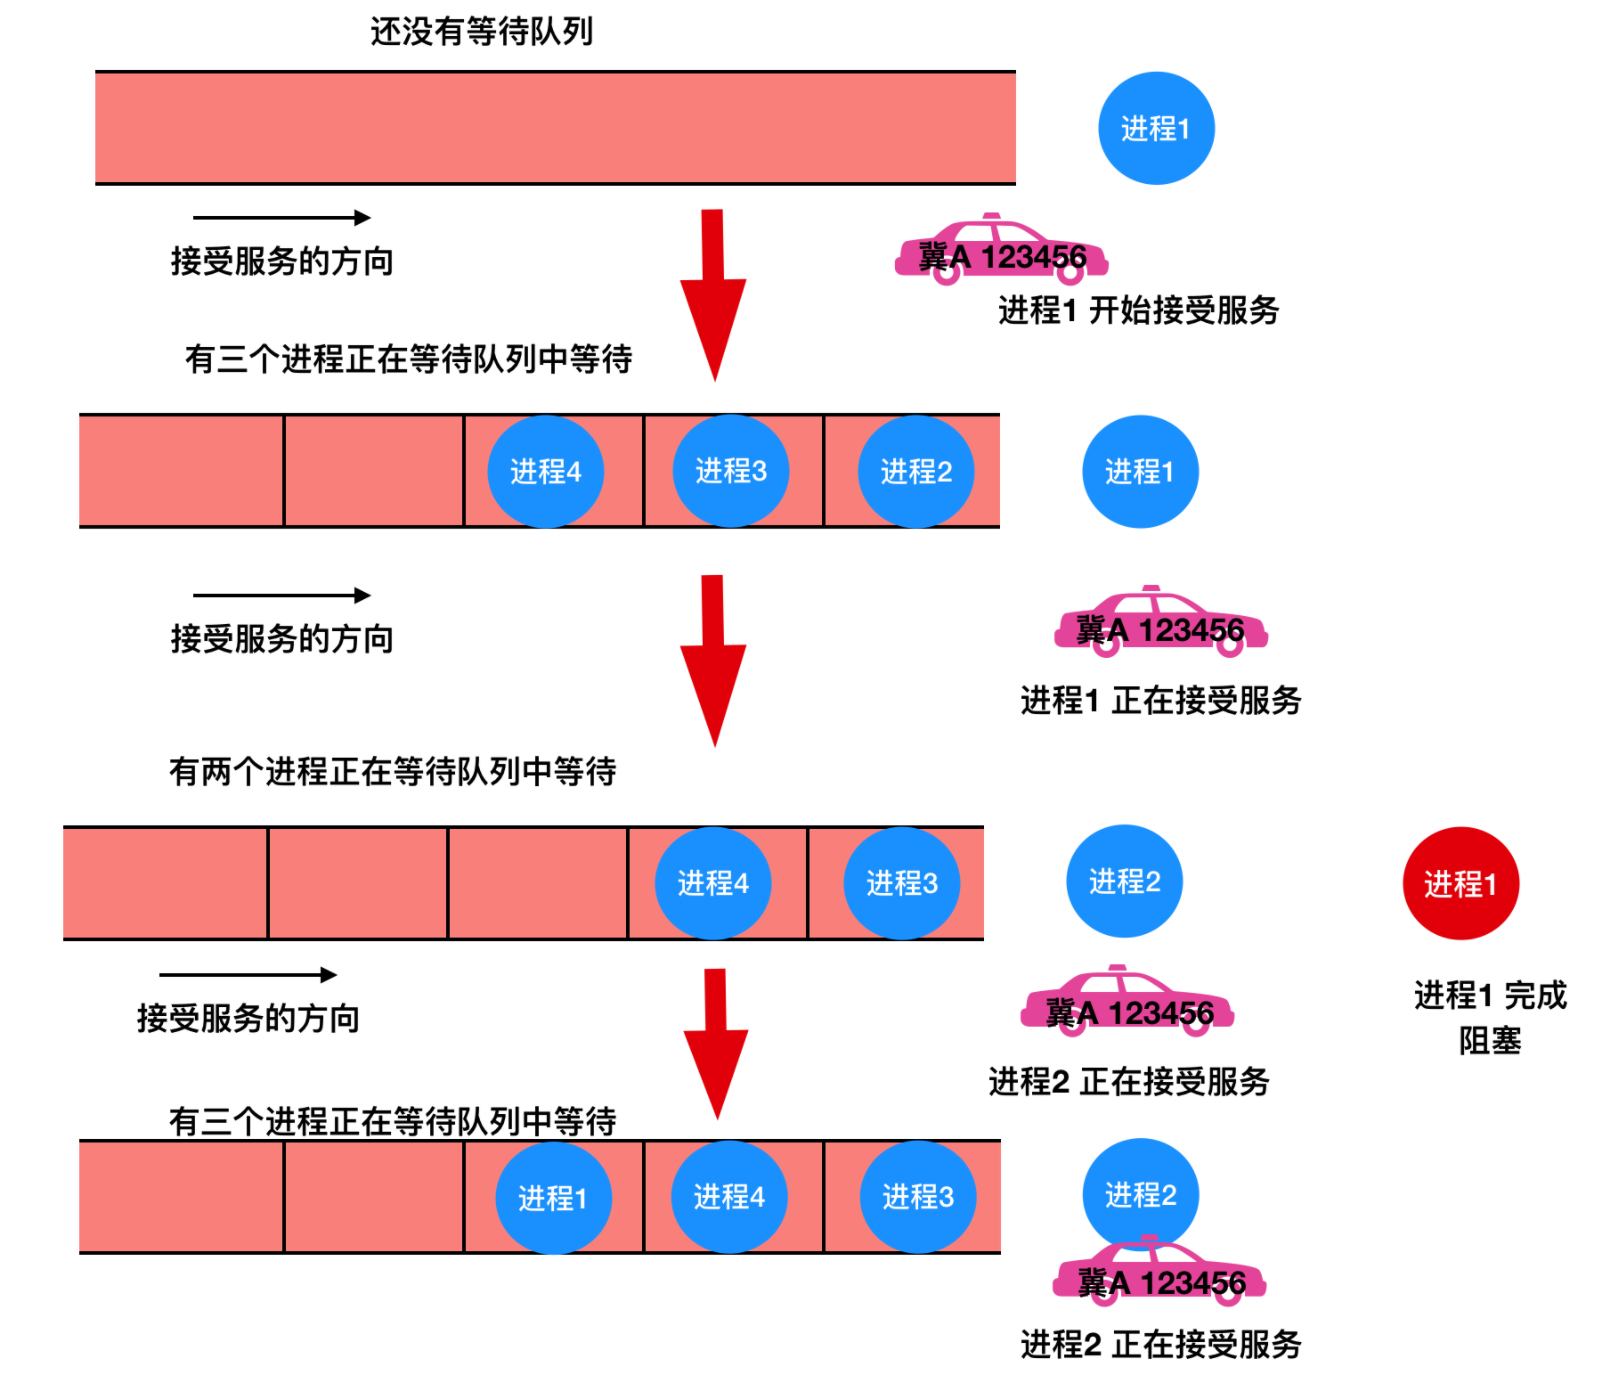 还没有等待队列
进程1
接受服务的方向
冀A 123456
进程1 开始接受服务
有三个进程正在等待队列中等待
进程4
进程3
进程2
进程1
接受服务的方向
冀A 123456
进程1 正在接受服务
有两个进程正在等待队列中等待
进程4
进程3
进程2
进程1
接受服务的方向
冀A 123456
进程2 正在接受服务
进程1 完成
阻塞
有三个进程正在等待队列中等待
进程1
进程4
进程3
进程2
冀A 123456
进程2 正在接受服务